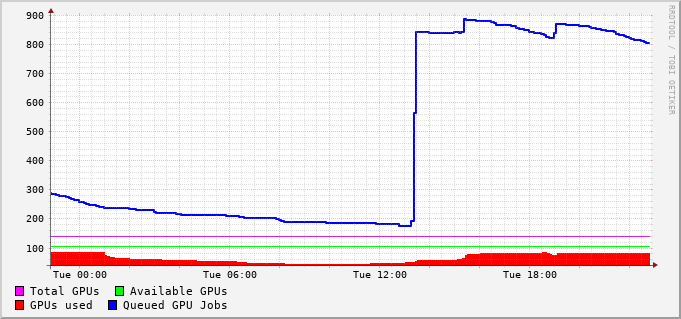 900
800
700
600
500
400
300
200
100
Tue 00:00 Tue 06:00 Tue 12:00 Tue 18:00
Total GPUs Available GPUs
GPUs used Queued GPU Jobs
RRDTOOL / TOBI OETIKER